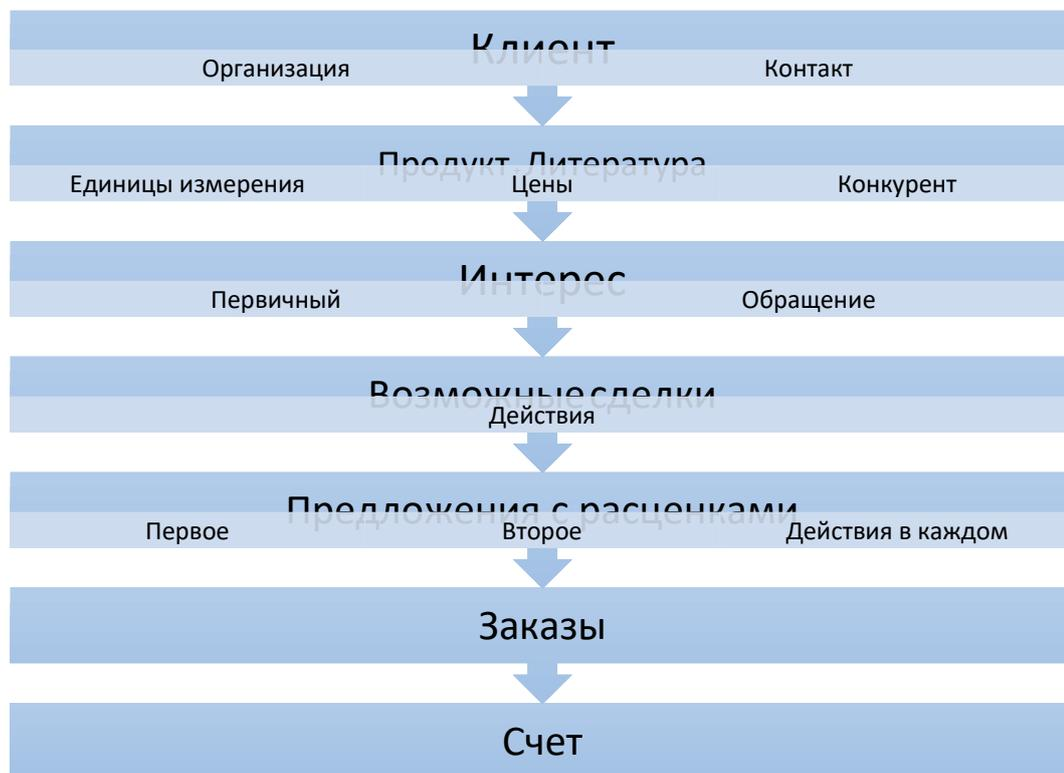 Клиент
Организация Контакт
Продукт, Литература
Единицы измерения Цены Конкурент
Интерес
Первичный Обращение
Возможные сделки
Действия
Предложения с расценками
Первое Второе Действия в каждом
Заказы
Счет